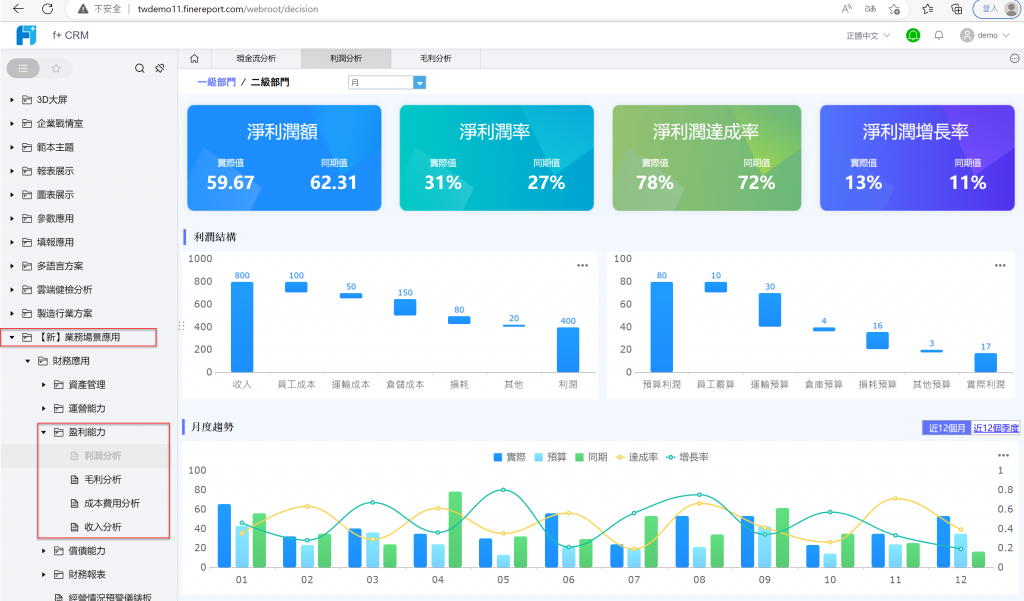 不安全 twdemo11.finereport.com/webroot/decision
登入
f+ CRM
正體中文 demo
現金流分析 利潤分析 毛利分析
一級部門 / 二級部門 月
3D大屏
企業戰情室
範本主題
報表展示
圖表展示
參數應用
填報應用
多語言方案
雲端健檢分析
製造行業方案
【新】業務場景應用
財務應用
資產管理
運營能力
盈利能力
利潤分析
毛利分析
成本費用分析
收入分析
償債能力
財務報表
經營情況預警儀錶板
淨利潤額
實際值 同期值
59.67 62.31
淨利潤率
實際值 同期值
31% 27%
淨利潤達成率
實際值 同期值
78% 72%
淨利潤增長率
實際值 同期值
13% 11%
利潤結構
1000
800
600
400
200
0
800 100 50 150 80 20 400
收入 員工成本 運輸成本 倉儲成本 損耗 其他 利潤
100
80
60
40
20
0
80 10 30 4 16 3 17
預算利潤 員工嚴算 運輸預算 倉庫預算 損耗預算 其他預算 實際利潤
月度趨勢
近12個月 近12個季度
實際 預算 同期 達成率 增長率
100
80
60
40
20
0
1
0.8
0.6
0.4
0.2
0.2
01 02 03 04 05 06 07 08 09 10 11 12